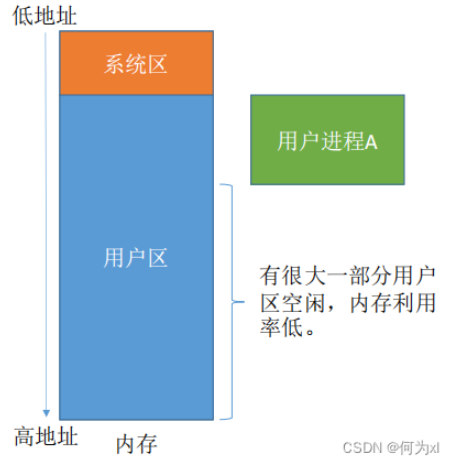 低地址
系统区
用户进程A
用户区
有很大一部分用户
区空闲，内存利用
率低。
高地址
内存
CSDN @何为xl